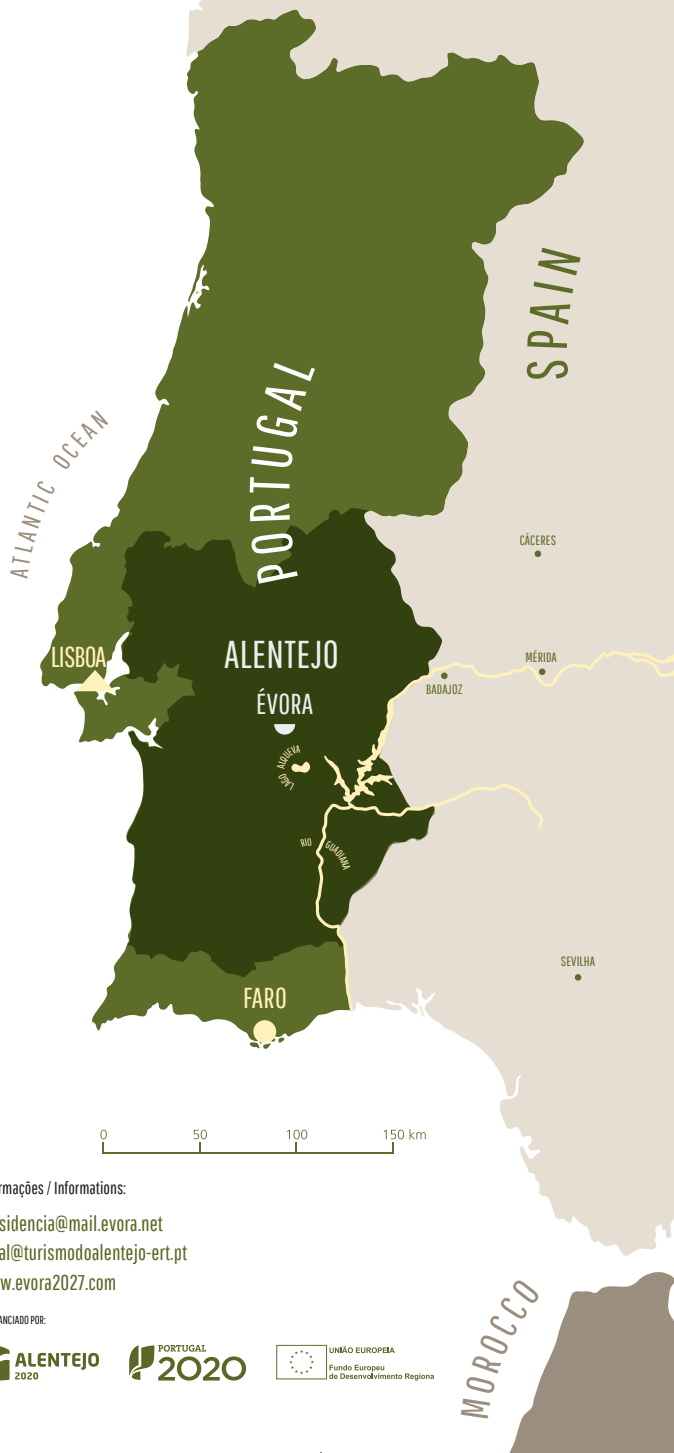 SPAIN
PORTUGAL
ATLANTIC OCEAN
CÁCERES
LISBOA
ALENTEJO
MÉRIDA
BADAJOZ
ÉVORA
LAGO ALQUEVA
RIO GUADIANA
SEVILHA
FARO
0 50 100 150 km
rmações / Informations:
sidencia@mail.evora.net
al@turismodoalentejo-ert.pt
w.evora2027.com
ANCIADO POR:
MOROCCO
ALENTEJO
2020
PORTUGAL
2020
UNIÃO EUROPEIA
Fundo Europeu
de Desenvolvimento Regiona